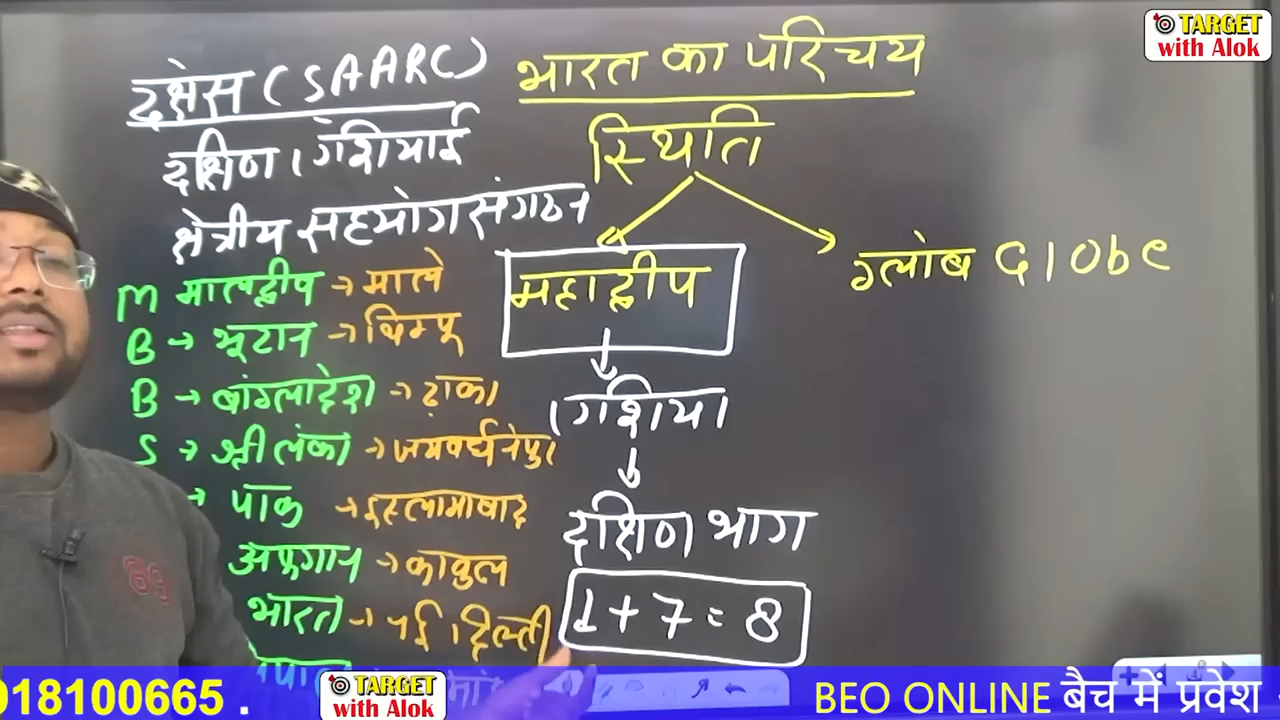 TARGET
with Alok
दक्षेस (SAARC)
दक्षिण एशियाई
क्षेत्रीय सहयोग संगठन
M मालद्वीप → माले
B → भूटान → थिम्पू
B → बांग्लादेश → ढाका
S → श्रीलंका → जयवर्धनेपुर
→ पाक → इस्लामाबाद
अफगान → काबुल
भारत → नई दिल्ली
भारत का परिचय
स्थिति
महाद्वीप
ग्लोब Globe
एशिया
दक्षिण भाग
1 + 7 = 8
018100665 .
TARGET
with Alok
BEO ONLINE बैच में प्रवेश